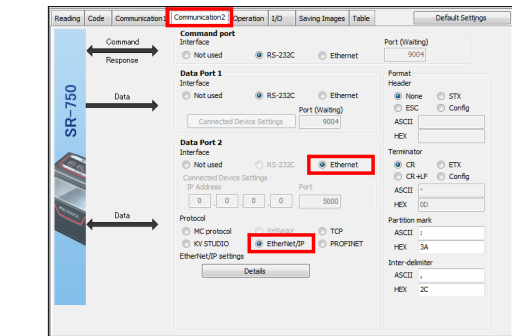 Reading Code Communication1 Communication2 Operation I/O Saving Images Table Default Settings
Command
Response
Command port
Interface
Not used RS-232C Ethernet
Port (Waiting)
9004
SR-750
Data
Data Port 1
Interface
Not used RS-232C Ethernet
Port (Waiting)
Connected Device Settings 9004
Data Port 2
Interface
Not used RS-232C Ethernet
Connected Device Settings
IP Address Port
0 . 0 . 0 . 0 5000
Data
Protocol
MC protocol SYSWAY TCP
KV STUDIO EtherNet/IP PROFINET
EtherNet/IP settings
Details
Format
Header
None STX
ESC Config
ASCII
HEX
Terminator
CR ETX
CR+LF Config
ASCII ·
HEX 0D
Partition mark
ASCII :
HEX 3A
Inter-delimiter
ASCII ,
HEX 2C